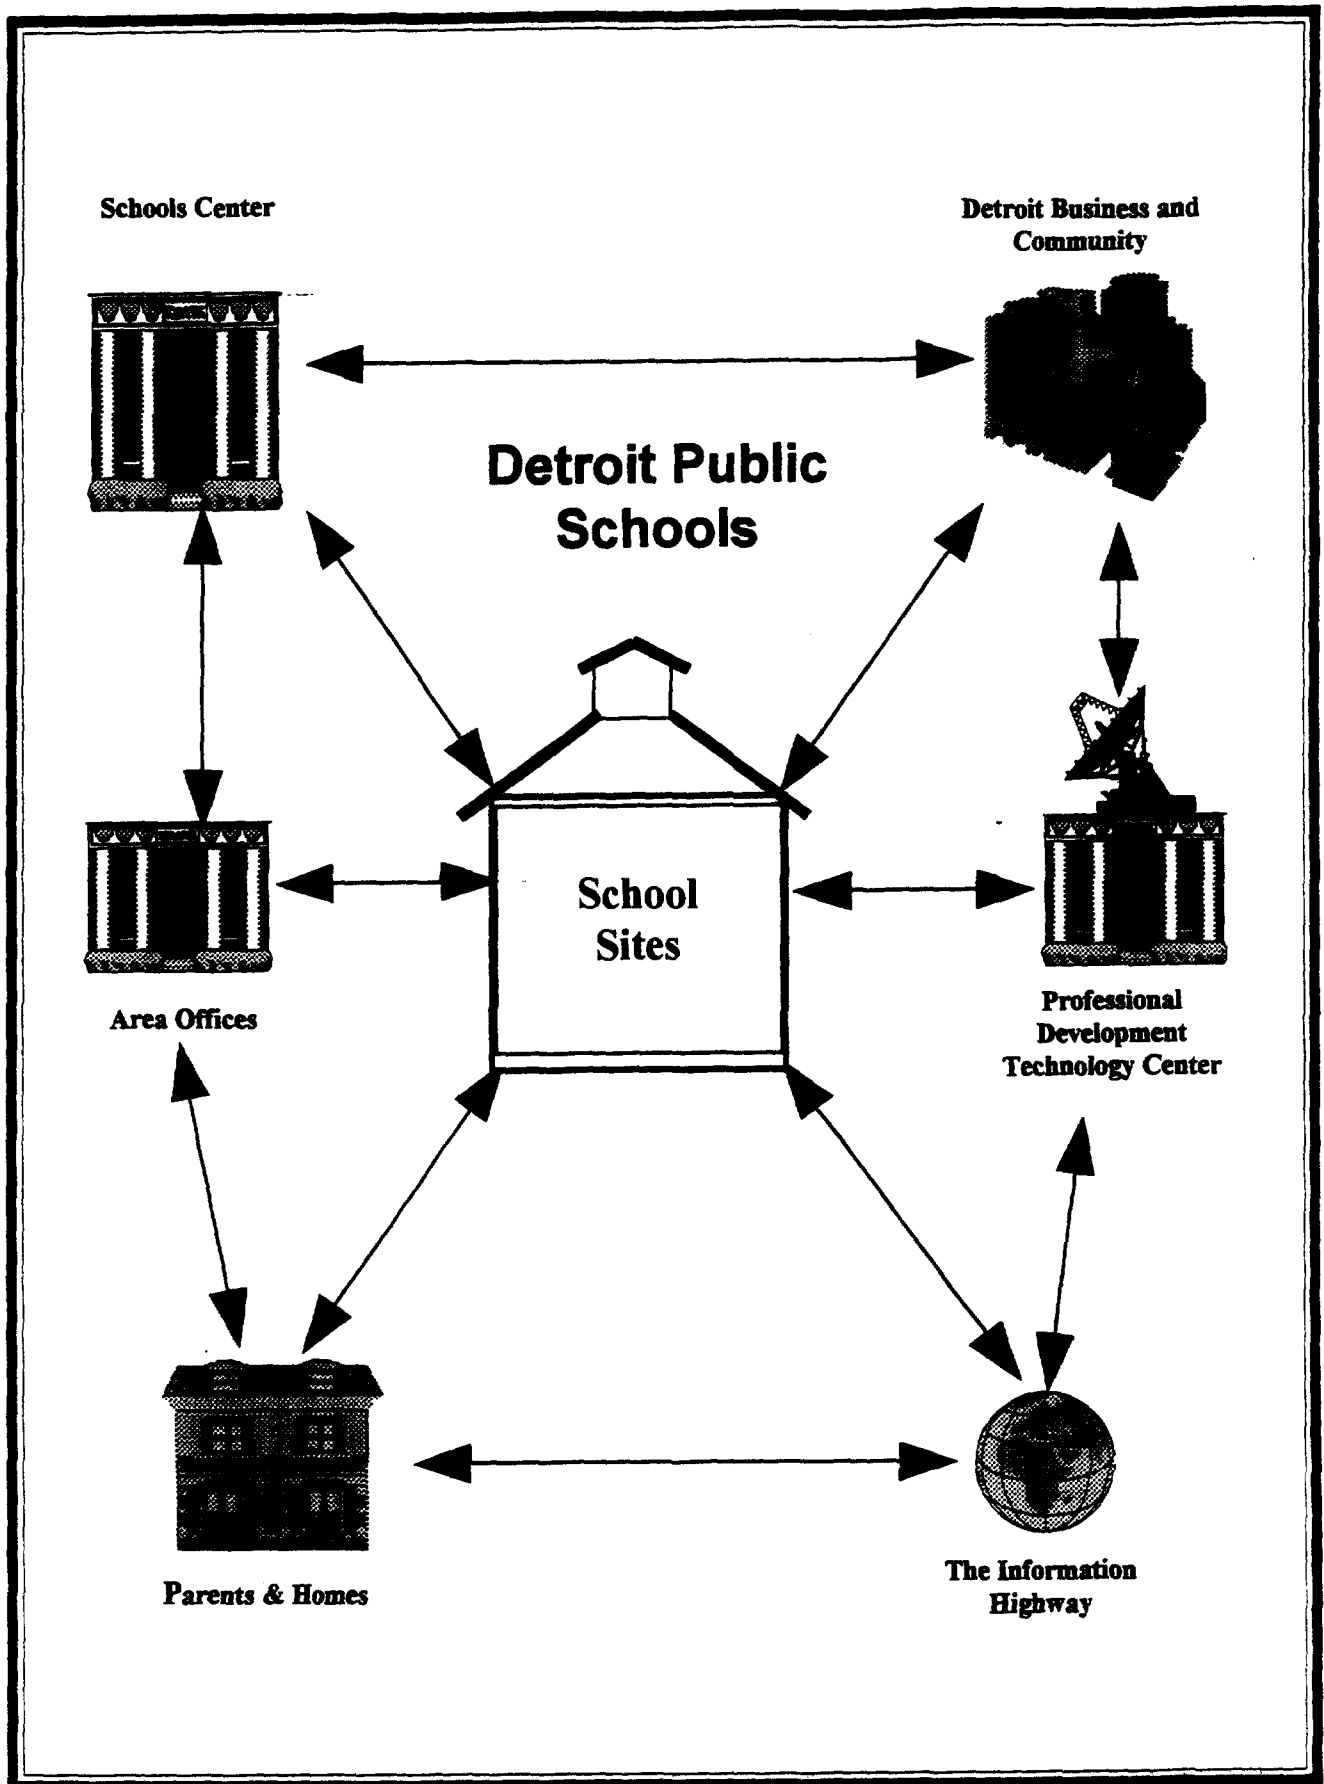 Schools Center
Detroit Business and
Community
Detroit Public
Schools
School
Sites
Area Offices
Professional
Development
Technology Center
Parents & Homes
The Information
Highway